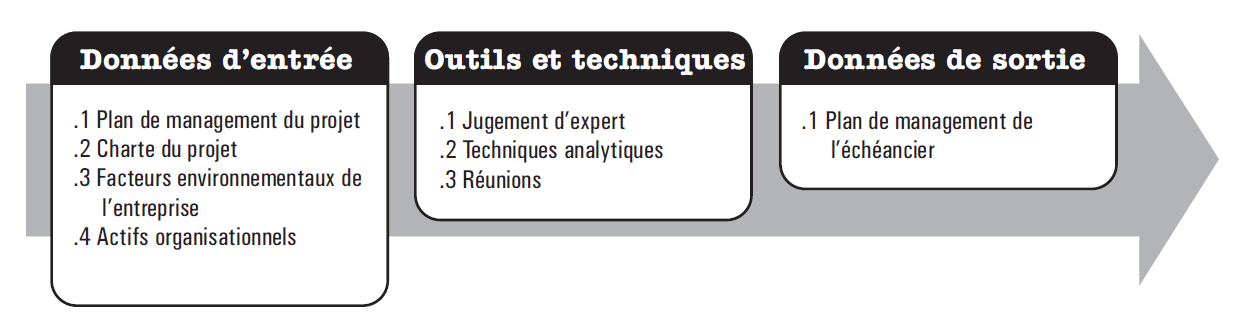 Données d’entrée
.1 Plan de management du projet
.2 Charte du projet
.3 Facteurs environnementaux de
l’entreprise
.4 Actifs organisationnels
Outils et techniques
.1 Jugement d’expert
.2 Techniques analytiques
.3 Réunions
Données de sortie
.1 Plan de management de
l’échéancier